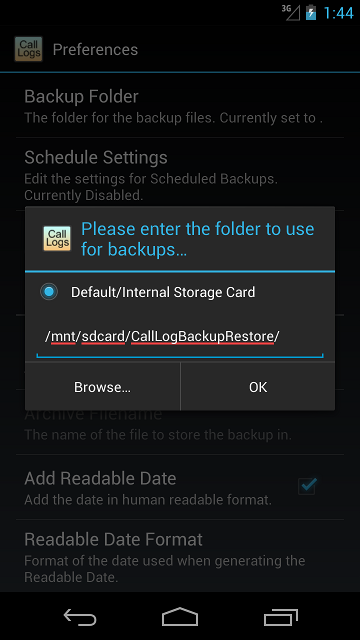 3G 1:44
Call
Logs
Preferences
Backup Folder
The folder for the backup files. Currently set to .
Schedule Settings
Edit the settings for Scheduled Backups.
Currently Disabled.
Call
Logs
Please enter the folder to use
for backups...
Default/Internal Storage Card
/mnt/sdcard/CallLogBackupRestore/
Browse...
OK
Archive Filename
The name of the file to store the backup in.
Add Readable Date
Add the date in human readable format.
Readable Date Format
Format of the date used when generating the
Readable Date.